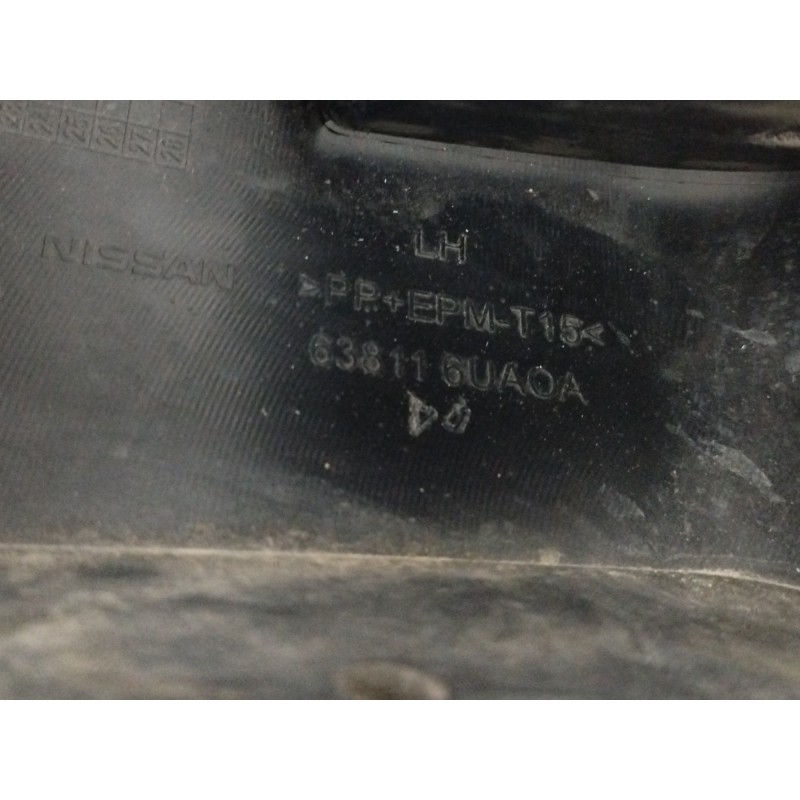 NISSAN
LH
>PP+EPM-T15<
63811 6UA0A